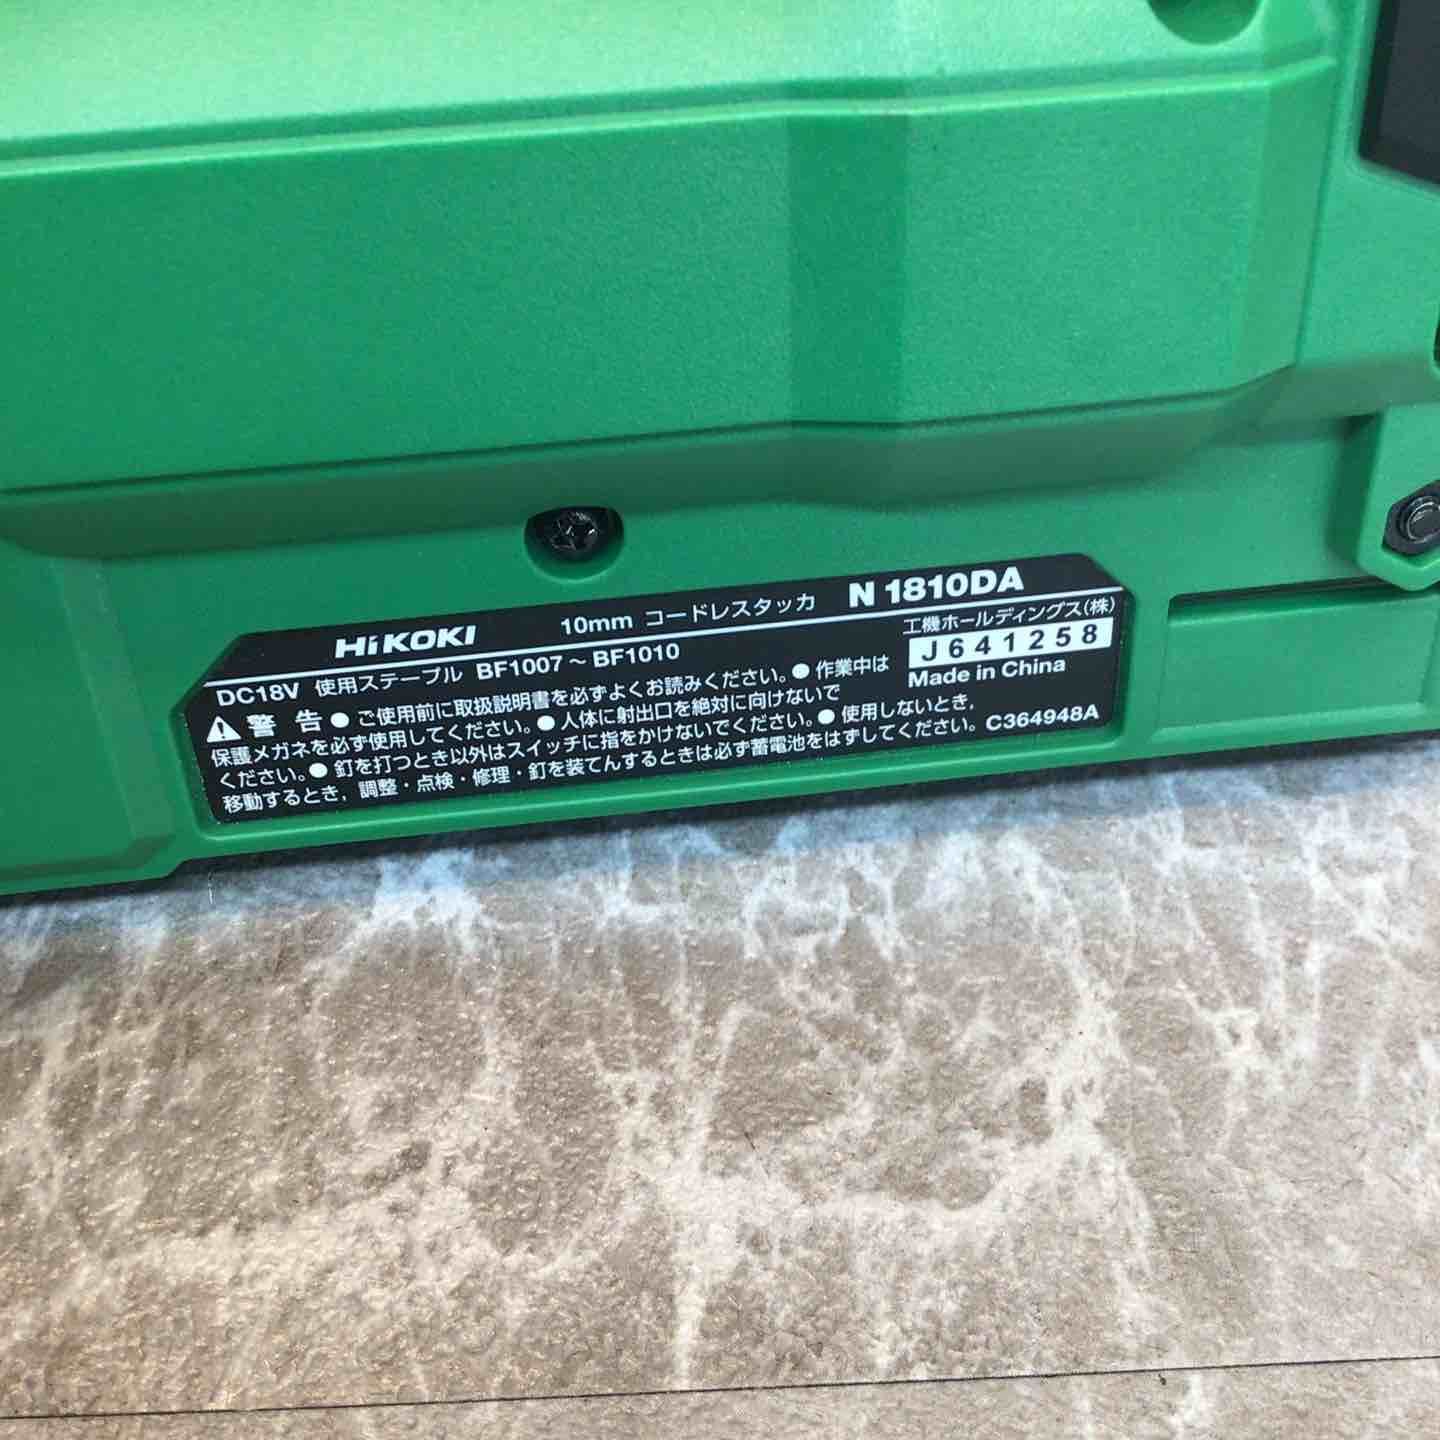 HiKOKI 10mm コードレスタッカ N 1810DA
DC18V 使用ステープル BF1007～BF1010
工機ホールディングス(株)
J641258
Made in China
警告 ● ご使用前に取扱説明書を必ずよくお読みください。● 作業中は
保護メガネを必ず使用してください。● 人体に射出口を絶対に向けないで
ください。● 釘を打つとき以外はスイッチに指をかけないでください。● 使用しないとき,
移動するとき, 調整・点検・修理・釘を装てんするときは必ず蓄電池をはずしてください。 C364948A